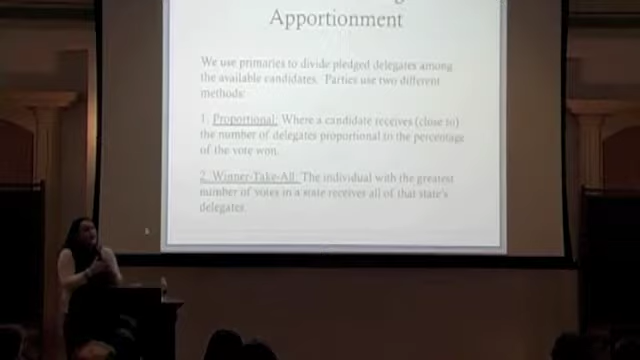 Apportionment
We use primaries to divide pledged delegates among
the available candidates. Parties use two different
methods:
1. Proportional: Where a candidate receives (close to)
the number of delegates proportional to the percentage
of the vote won.
2. Winner-Take-All: The individual with the greatest
number of votes in a state receives all of that state's
delegates.